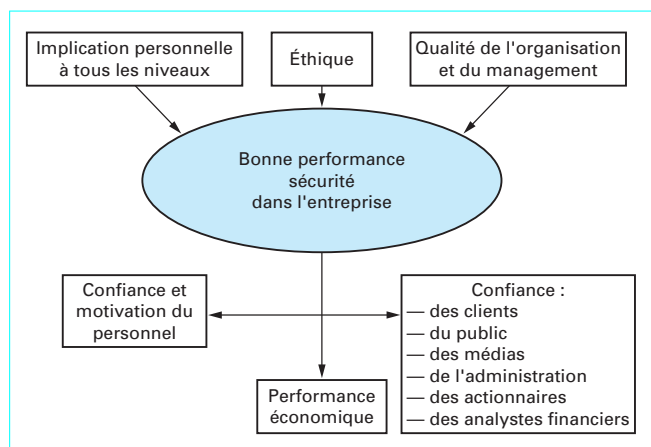 Implication personnelle
à tous les niveaux
Éthique
Qualité de l'organisation
et du management
Bonne performance
sécurité
dans l'entreprise
Confiance et
motivation du
personnel
Confiance :
— des clients
— du public
— des médias
— de l'administration
— des actionnaires
— des analystes financiers
Performance
économique